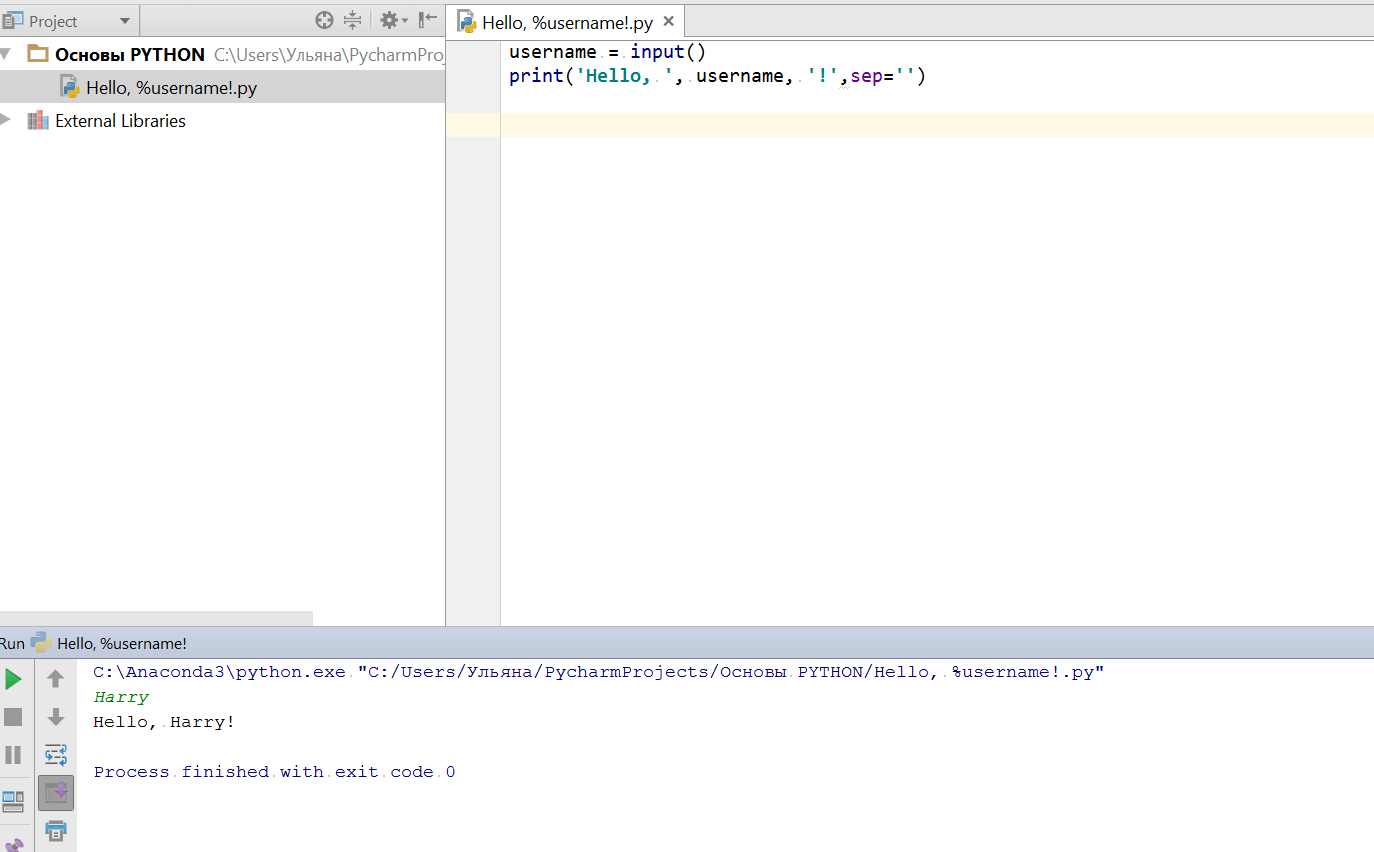 Project
Основы PYTHON C:\Users\Ульяна\PycharmPro
Hello, %username!.py
External Libraries
Hello, %username!.py
username = input()
print('Hello, ', username, '!',sep='')
Run Hello, %username!
C:\Anaconda3\python.exe "C:/Users/Ульяна/PycharmProjects/Основы PYTHON/Hello, %username!.py"
Harry
Hello, Harry!
Process finished with exit code 0